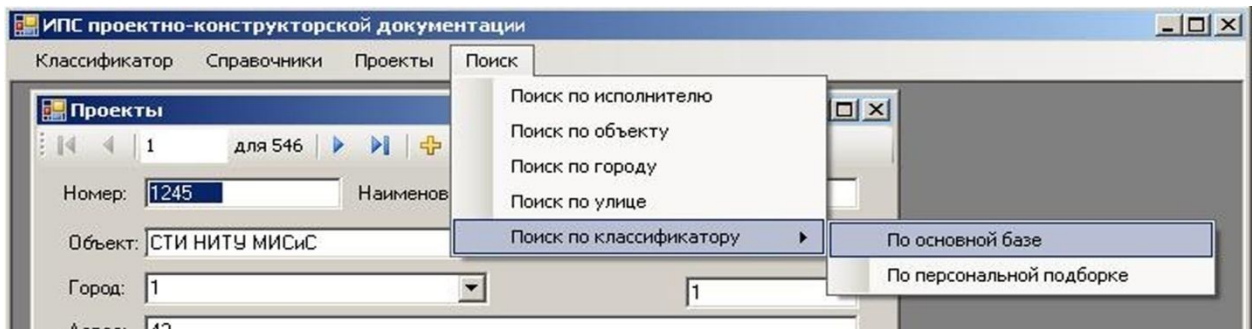 ИПС проектно-конструкторской документации
Классификатор Справочники Проекты Поиск
Проекты
1 для 546
Номер: 1245
Объект: СТИ НИТУ МИСиС
Город: 1 1
Поиск по исполнителю
Поиск по объекту
Поиск по городу
Поиск по улице
Поиск по классификатору
По основной базе
По персональной подборке